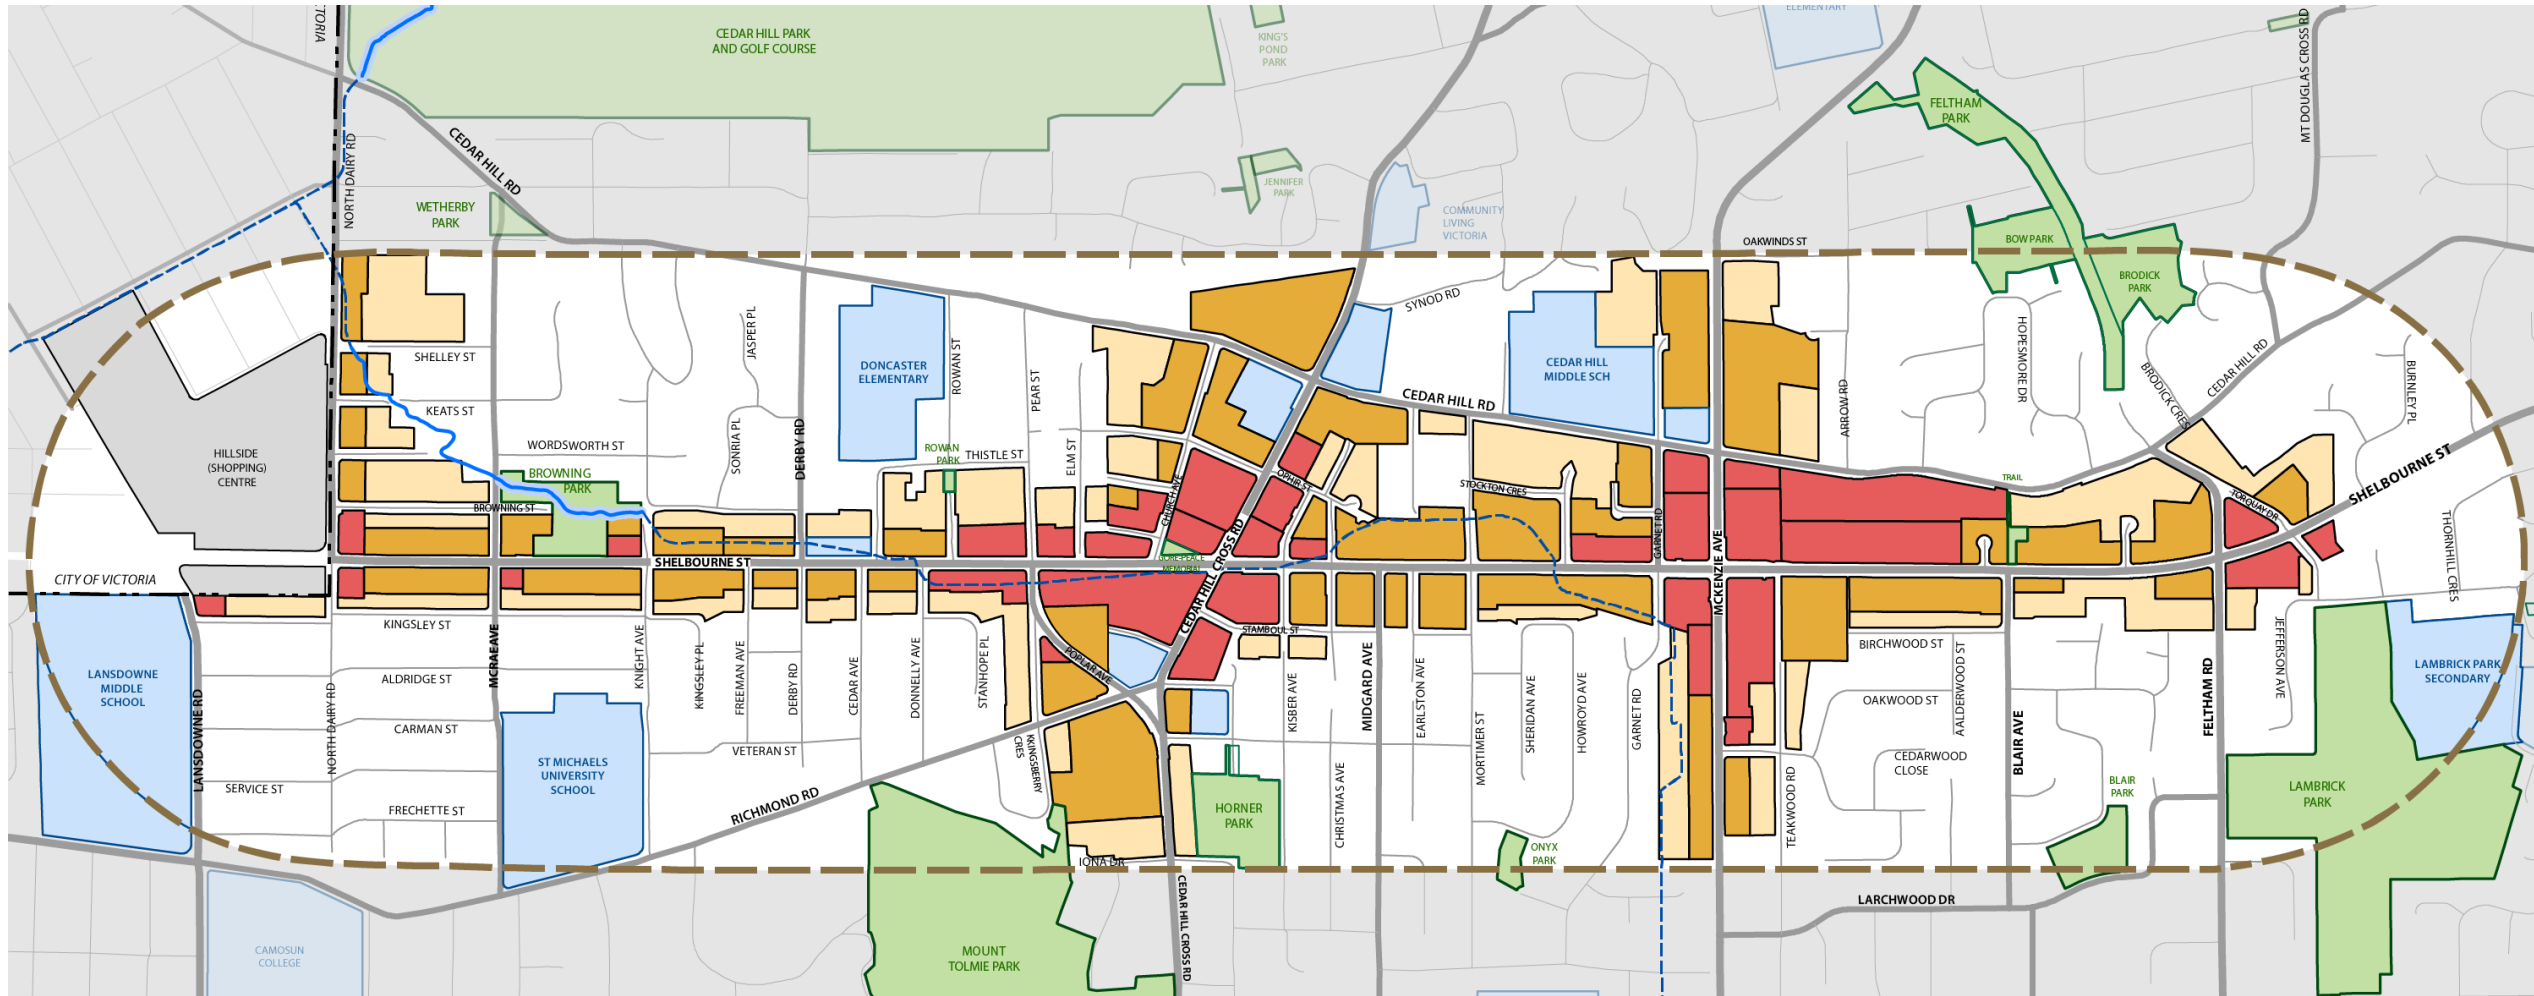 CTORIA
CEDAR HILL PARK
AND GOLF COURSE
KING'S
POND
PARK
ELEMENTARY
MT DOUGLAS CROSS RD
FELTHAM
PARK
NORTH DAIRY RD
CEDAR HILL RD
WETHERBY
PARK
JENNIFER
PARK
COMMUNITY
LIVING
VICTORIA
OAKWINDS ST
BOW PARK
BRODICK
PARK
SYNOD RD
SHELLEY ST
JASPER PL
DONCASTER
ELEMENTARY
ROWAN ST
PEAR ST
CEDAR HILL RD
CEDAR HILL
MIDDLE SCH
ARROW RD
HOPESMORE DR
BRODICK CRES
CEDAR HILL RD
BURNLEY PL
KEATS ST
WORDSWORTH ST
SONRIA PL
DERBY RD
ROWAN
PARK
THISTLE ST
ELM ST
HILLSIDE
(SHOPPING)
CENTRE
BROWNING
PARK
BROWNING ST
CHURCH AVE
OPHIR ST
STOCKTON CRES
GARNET RD
MCKENZIE AVE
TRAIL
TORQUAY DR
SHELBOURNE ST
THORNHILL CRES
SHELBOURNE ST
GORE-PEACE
MEMORIAL
CEDAR HILL CROSS RD
CITY OF VICTORIA
KINGSLEY ST
STAMBOUL ST
POPLAR AVE
LANSDOWNE
MIDDLE
SCHOOL
LANSDOWNE RD
NORTH DAIRY RD
ALDRIDGE ST
CARMAN ST
SERVICE ST
FRECHETTE ST
MCRAE AVE
ST MICHAELS
UNIVERSITY
SCHOOL
KNIGHT AVE
KINGSLEY PL
FREEMAN AVE
DERBY RD
CEDAR AVE
DONNELLY AVE
STANHOPE PL
VETERAN ST
RICHMOND RD
KKINGSBERRY
CRES
IONA DR
HORNER
PARK
KISBER AVE
CHRISTMAS AVE
MIDGARD AVE
EARLSTON AVE
MORTIMER ST
SHERIDAN AVE
HOWROY AVE
GARNET RD
ONYX
PARK
TEAKWOOD RD
BIRCHWOOD ST
OAKWOOD ST
AALDERWOOD ST
CEDARWOOD
CLOSE
BLAIR AVE
BLAIR
PARK
FELTHAM RD
JEFFERSON AVE
LAMBRICK PARK
SECONDARY
LAMBRICK
PARK
LARCHWOOD DR
CAMOSUN
COLLEGE
MOUNT
TOLMIE PARK
CEDAR HILL CROSS RD